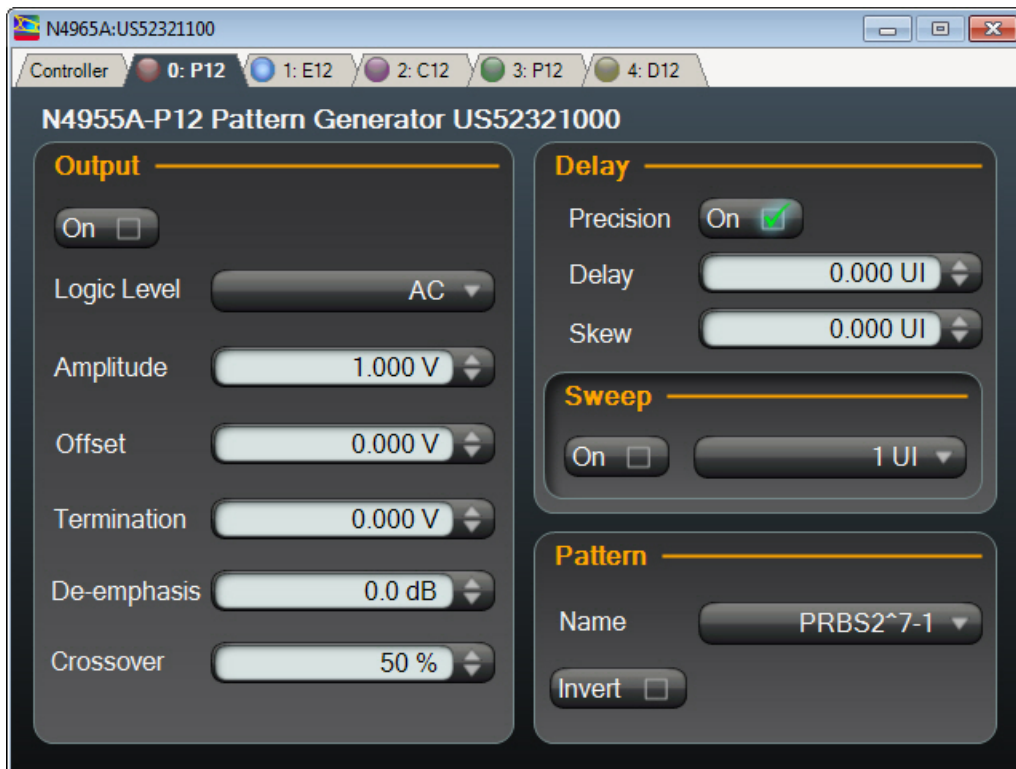 N4965A:US52321100
Controller 0: P12 1: E12 2: C12 3: P12 4: D12
N4955A-P12 Pattern Generator US52321000
Output
On
Logic Level AC
Amplitude 1.000 V
Offset 0.000 V
Termination 0.000 V
De-emphasis 0.0 dB
Crossover 50 %
Delay
Precision On
Delay 0.000 UI
Skew 0.000 UI
Sweep
On 1 UI
Pattern
Name PRBS2^7-1
Invert